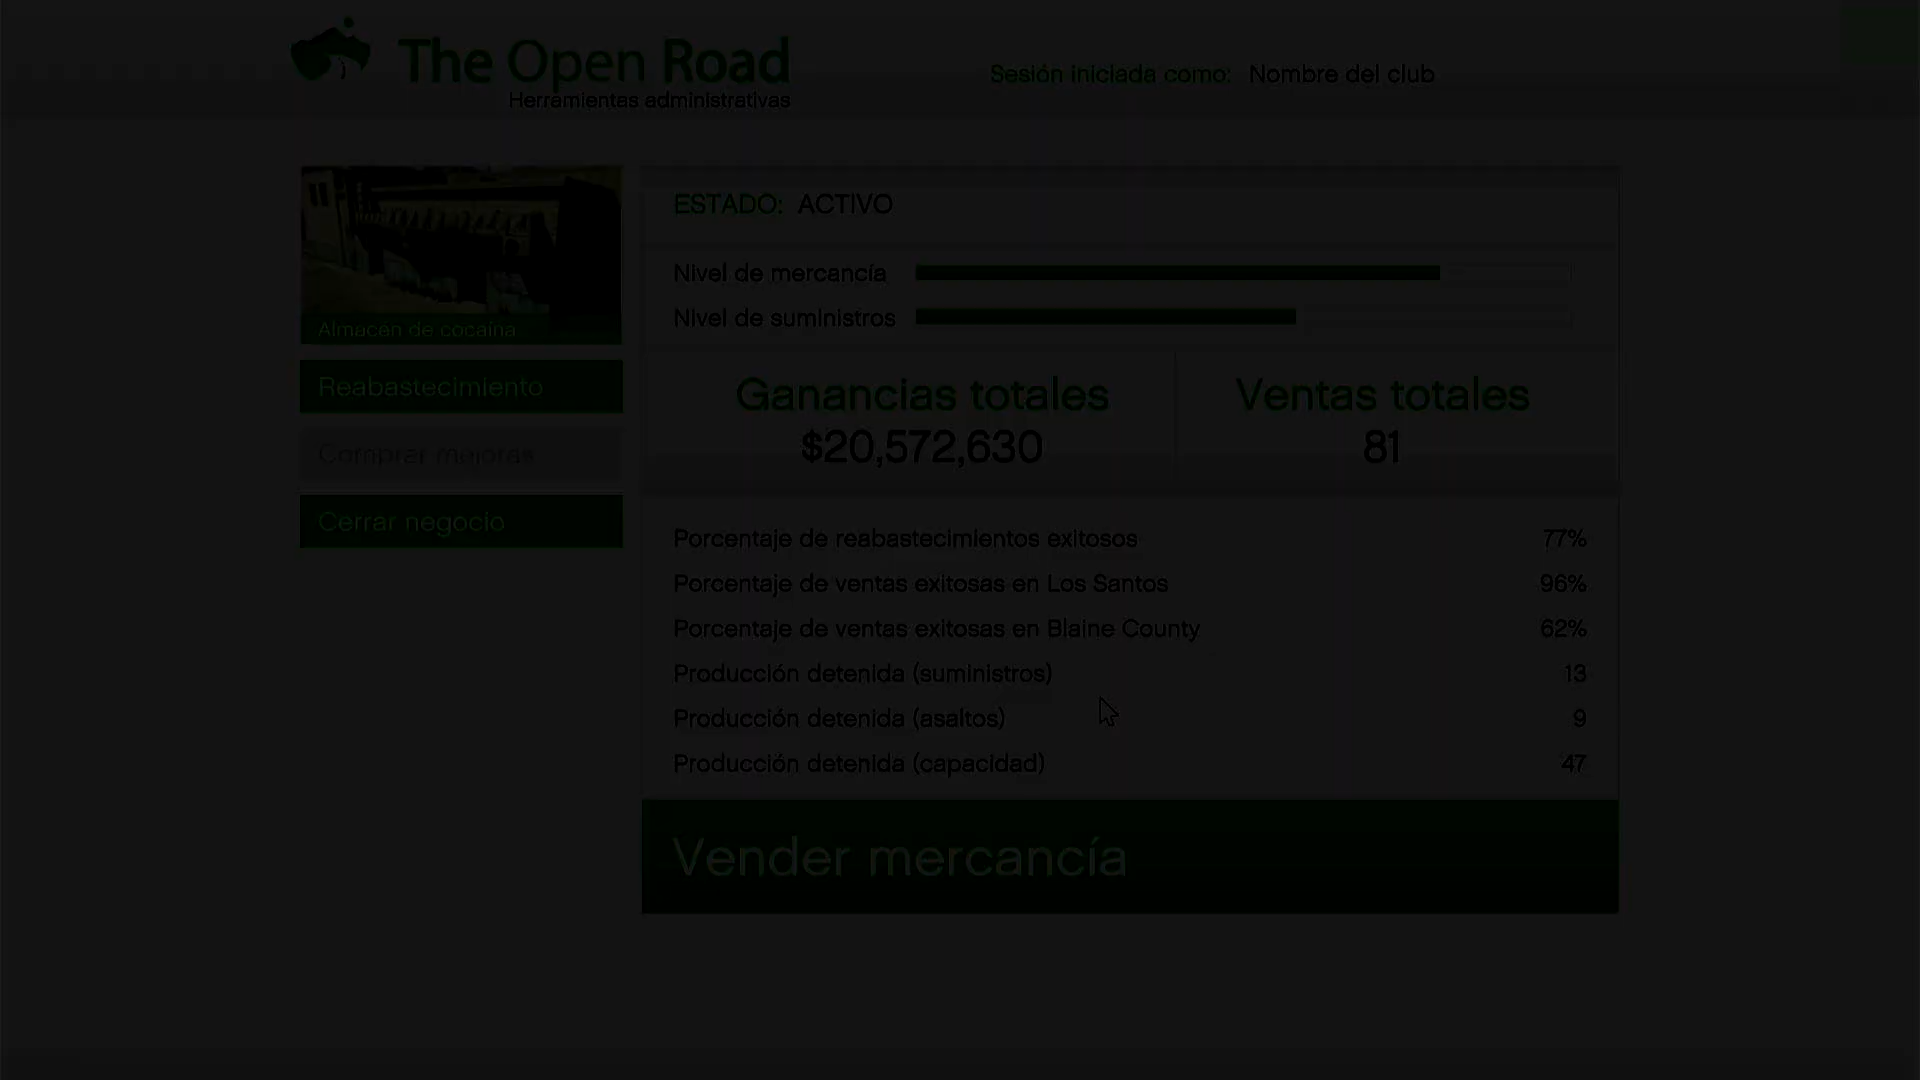 The Open Road
Herramientas administrativas
Sesión iniciada como: Nombre del club
Almacén de cocaína
Reabastecimiento
Comprar mejoras
Cerrar negocio
ESTADO: ACTIVO
Nivel de mercancía
Nivel de suministros
Ganancias totales
$20,572,630
Ventas totales
81
Porcentaje de reabastecimientos exitosos 77%
Porcentaje de ventas exitosas en Los Santos 96%
Porcentaje de ventas exitosas en Blaine County 62%
Producción detenida (suministros) 13
Producción detenida (asaltos) 9
Producción detenida (capacidad) 47
Vender mercancía